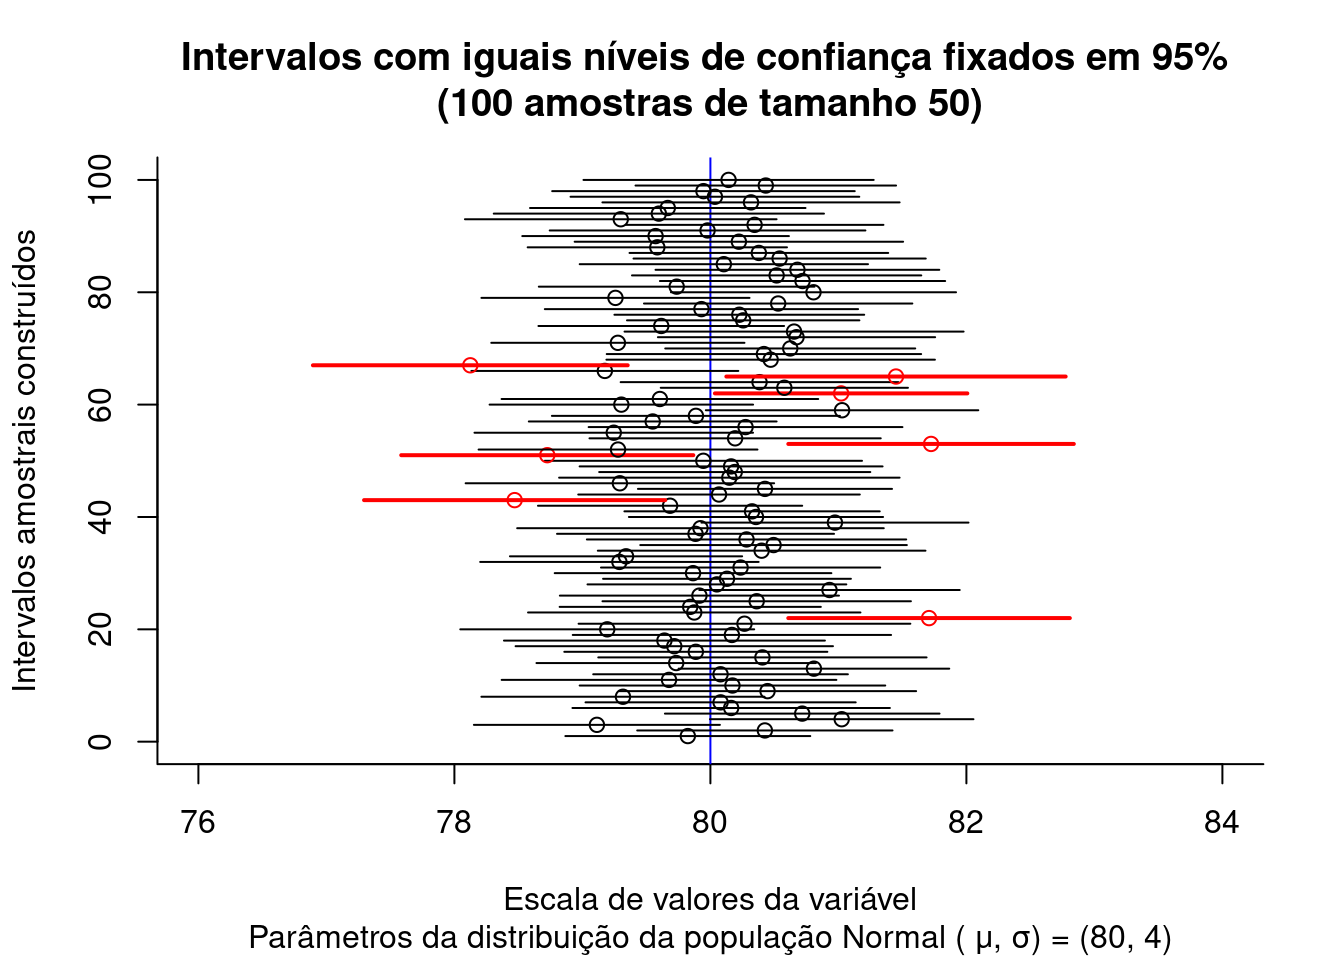 Intervalos com iguais níveis de confiança fixados em 95%
(100 amostras de tamanho 50)
Intervalos amostrais construídos
100
80
60
40
20
0
76 78 80 82 84
Escala de valores da variável
Parâmetros da distribuição da população Normal ( μ, σ) = (80, 4)